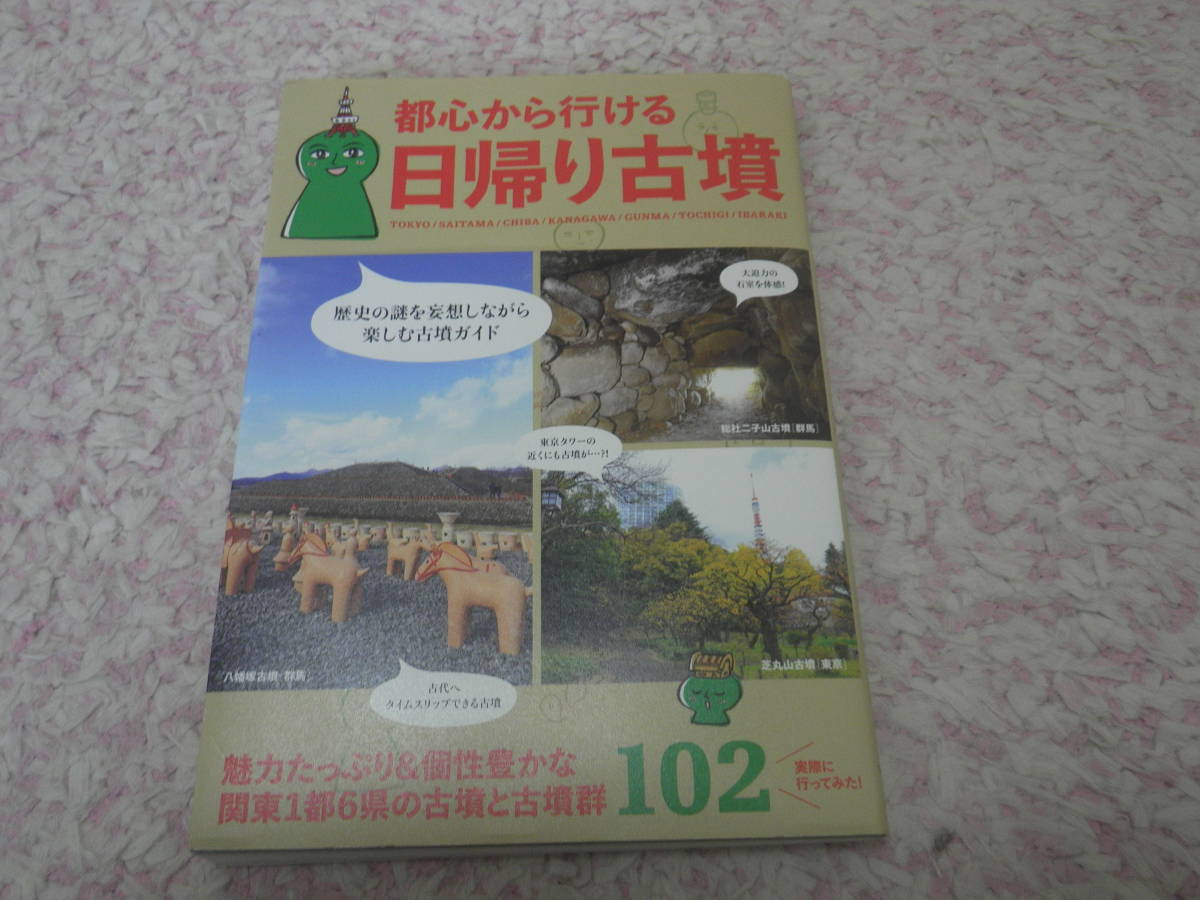 都心から行ける
日帰り古墳
TOKYO/SAITAMA/CHIBA/KANAGAWA/GUNMA/TOCHIGI/IBARAKI
歴史の謎を妄想しながら
楽しむ古墳ガイド
大迫力の
石室を体感!
総社二子山古墳[群馬]
東京タワーの
近くにも古墳が…?!
芝丸山古墳[東京]
八幡塚古墳[群馬]
古代へ
タイムスリップできる古墳
魅力たっぷり&個性豊かな
関東1都6県の古墳と古墳群
102
実際に
行ってみた!